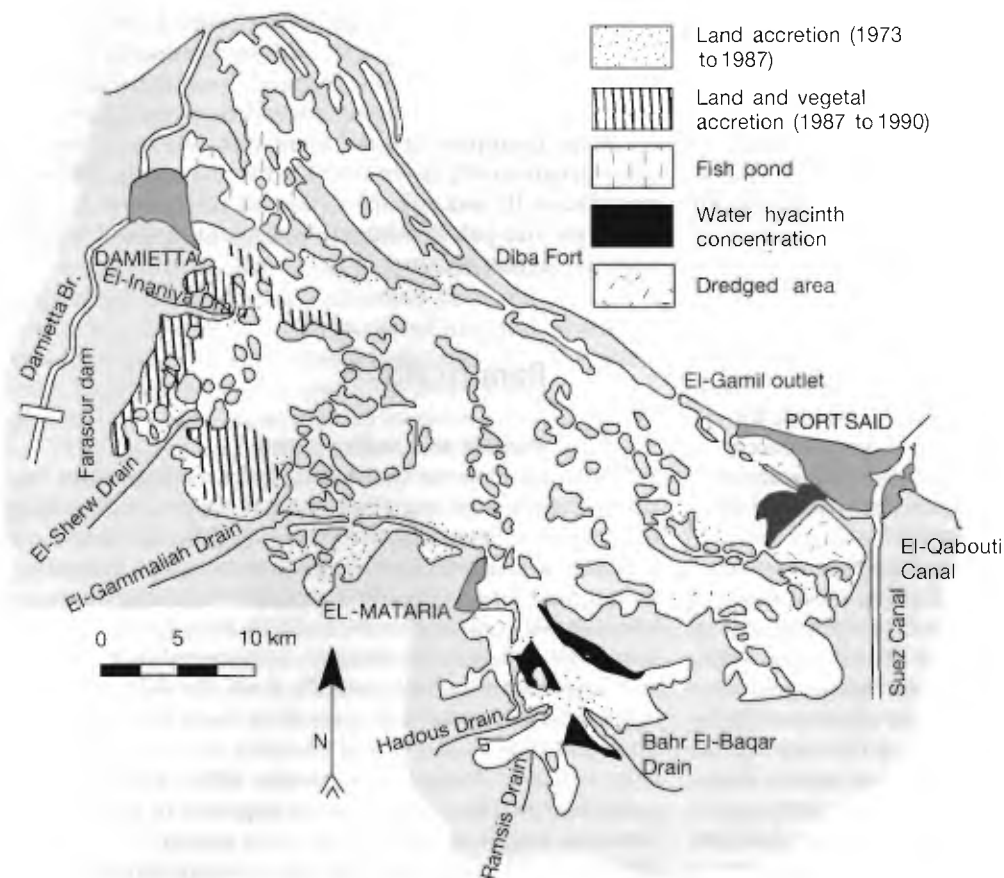 Land accretion (1973
to 1987)
Land and vegetal
accretion (1987 to 1990)
Fish pond
Water hyacinth
concentration
Dredged area
Diba Fort
DAMIETTA
El-Inaniya Drain
Damietta Br.
Farascur dam
El-Gamil outlet
PORT SAID
El-Sherw Drain
El-Gammaliah Drain
El-Qabouti
Canal
EL-MATARIA
Suez Canal
0 5 10 km
N
Hadous Drain
Bahr El-Baqar
Drain
Ramsis Drain